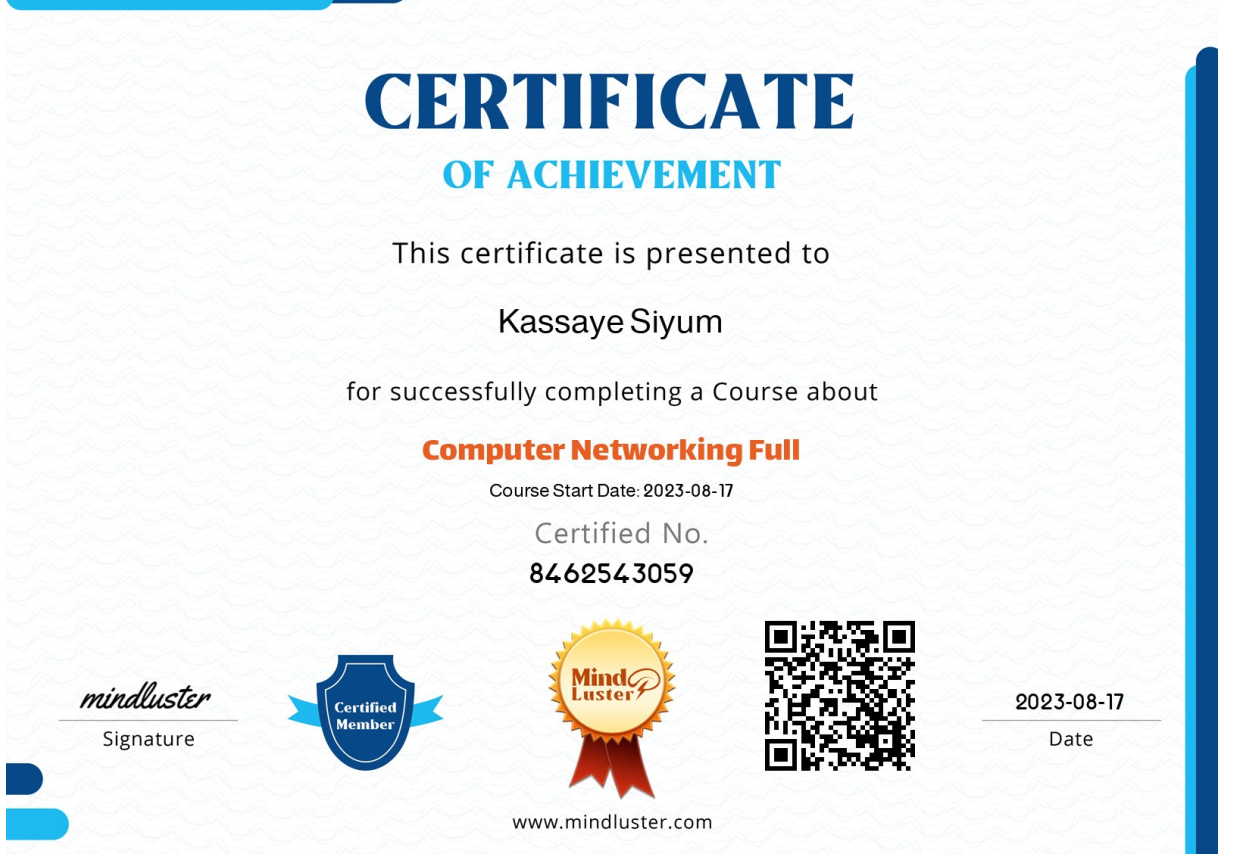 CERTIFICATE
OF ACHIEVEMENT
This certificate is presented to
Kassaye Siyum
for successfully completing a Course about
Computer Networking Full
Course Start Date: 2023-08-17
Certified No.
8462543059
mindluster
Signature
Certified
Member
Mind
Luster
2023-08-17
Date
www.mindluster.com